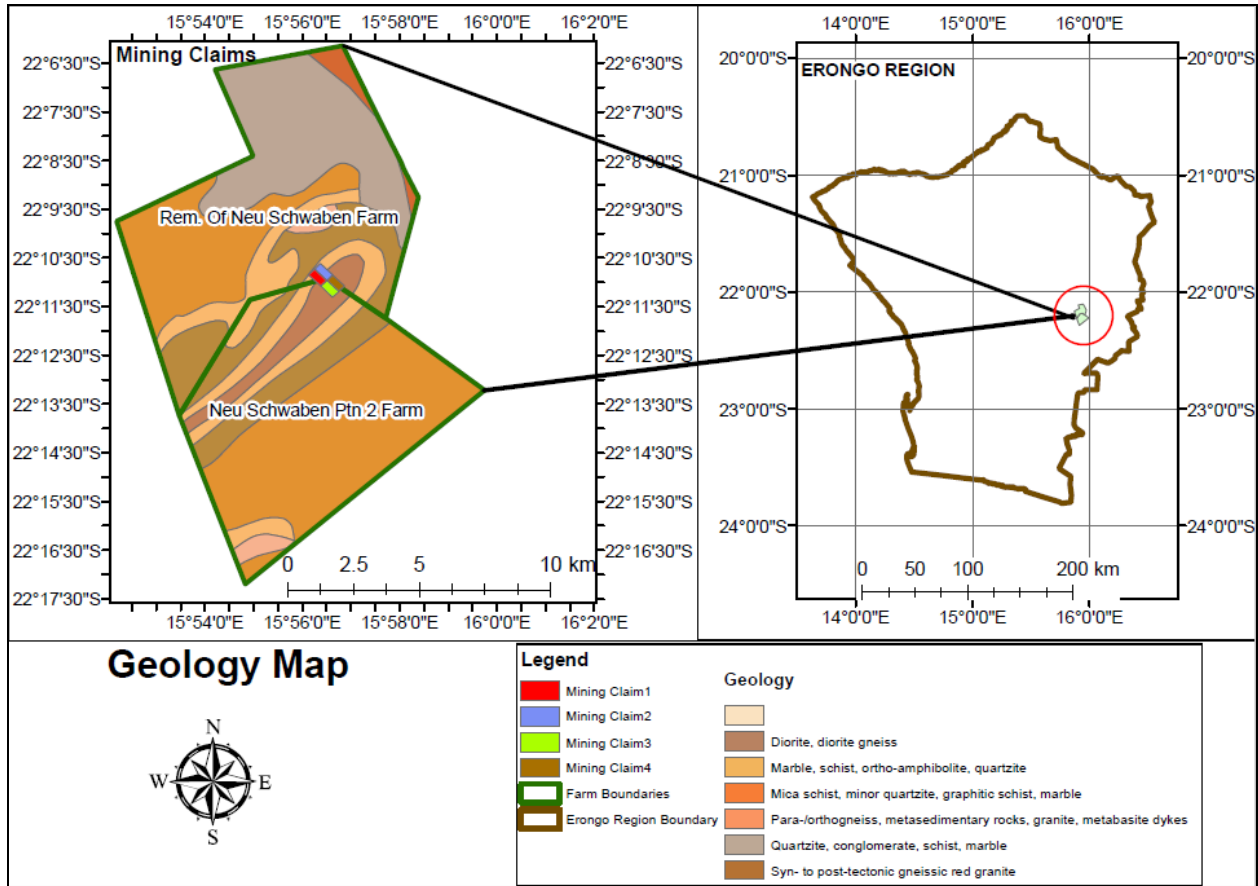 15°54'0"E 15°56'0"E 15°58'0"E 16°0'0"E 16°2'0"E
Mining Claims
22°6'30"S 22°6'30"S
22°7'30"S 22°7'30"S
22°8'30"S 22°8'30"S
22°9'30"S 22°9'30"S
22°10'30"S 22°10'30"S
22°11'30"S 22°11'30"S
22°12'30"S 22°12'30"S
22°13'30"S 22°13'30"S
22°14'30"S 22°14'30"S
22°15'30"S 22°15'30"S
22°16'30"S 22°16'30"S
22°17'30"S
Rem. Of Neu Schwaben Farm
Neu Schwaben Ptn 2 Farm
0 2.5 5 10 km
15°54'0"E 15°56'0"E 15°58'0"E 16°0'0"E 16°2'0"E
14°0'0"E 15°0'0"E 16°0'0"E
20°0'0"S 20°0'0"S
ERONGO REGION
21°0'0"S 21°0'0"S
22°0'0"S 22°0'0"S
23°0'0"S 23°0'0"S
24°0'0"S 24°0'0"S
0 50 100 200 km
14°0'0"E 15°0'0"E 16°0'0"E
Geology Map
N
W E
S
Legend
Mining Claim1
Mining Claim2
Mining Claim3
Mining Claim4
Farm Boundaries
Erongo Region Boundary
Geology
Diorite, diorite gneiss
Marble, schist, ortho-amphibolite, quartzite
Mica schist, minor quartzite, graphitic schist, marble
Para-/orthogneiss, metasedimentary rocks, granite, metabasite dykes
Quartzite, conglomerate, schist, marble
Syn- to post-tectonic gneissic red granite